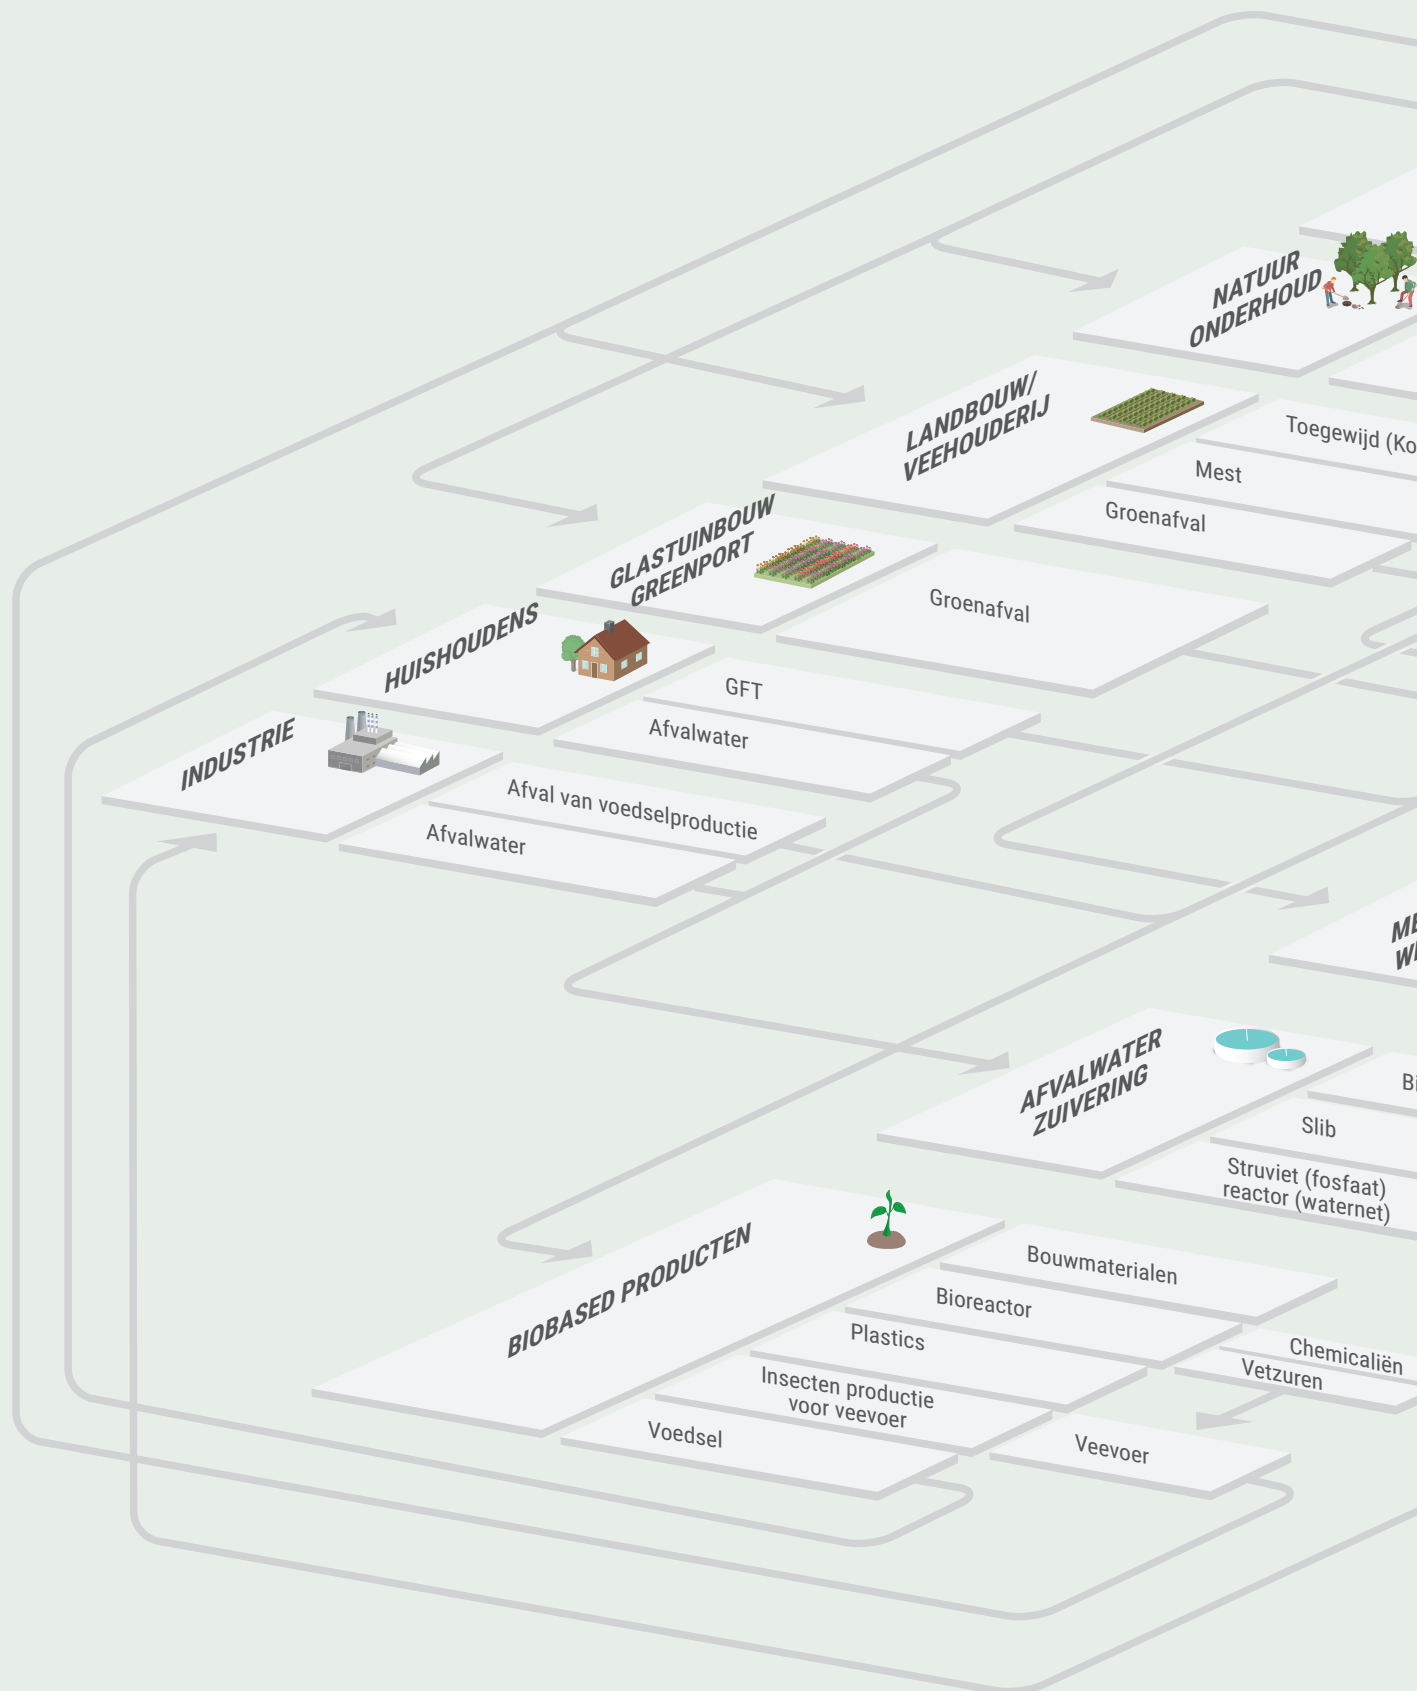 NATUUR
ONDERHOUD
LANDBOUW/
VEEHOUDERIJ
Toegewijd (Ko
Mest
Groenafval
GLASTUINBOUW
GREENPORT
Groenafval
HUISHOUDENS
GFT
Afvalwater
INDUSTRIE
Afval van voedselproductie
Afvalwater
ME
AFVALWATER
ZUIVERING
Bi
Slib
Struviet (fosfaat)
reactor (waternet)
BIOBASED PRODUCTEN
Bouwmaterialen
Bioreactor
Plastics
Insecten productie
voor veevoer
Voedsel
Chemicaliën
Vetzuren
Veevoer